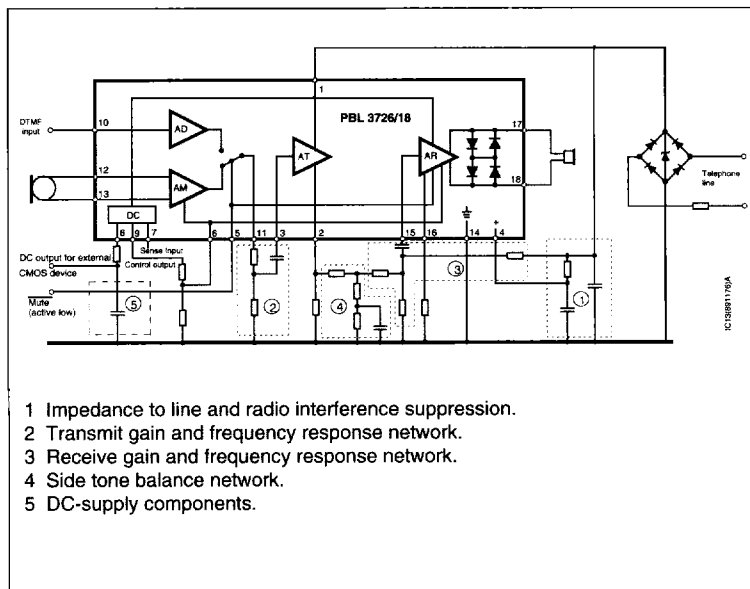 1
PBL 3726/18
DTMF
input
10
AD
17
AT
AR
12
AM
13
18
Telephone
line
DC
8 9 7 6 5 11 3 2 15 16 14 4
+
Sense Input
DC output for external
Control output
CMOS device
Mute
(active low)
5
2
4
3
1
IC13(891176)A
1 Impedance to line and radio interference suppression.
2 Transmit gain and frequency response network.
3 Receive gain and frequency response network.
4 Side tone balance network.
5 DC-supply components.